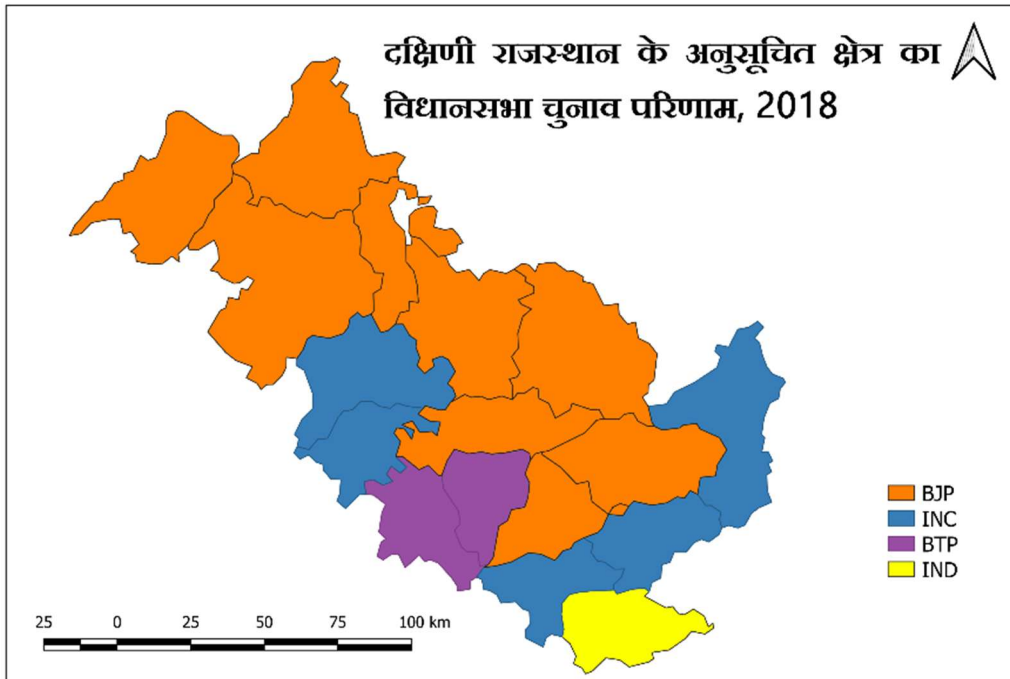 दक्षिणी राजस्थान के अनुसूचित क्षेत्र का
विधानसभा चुनाव परिणाम, 2018
BJP
INC
BTP
IND
25 0 25 50 75 100 km